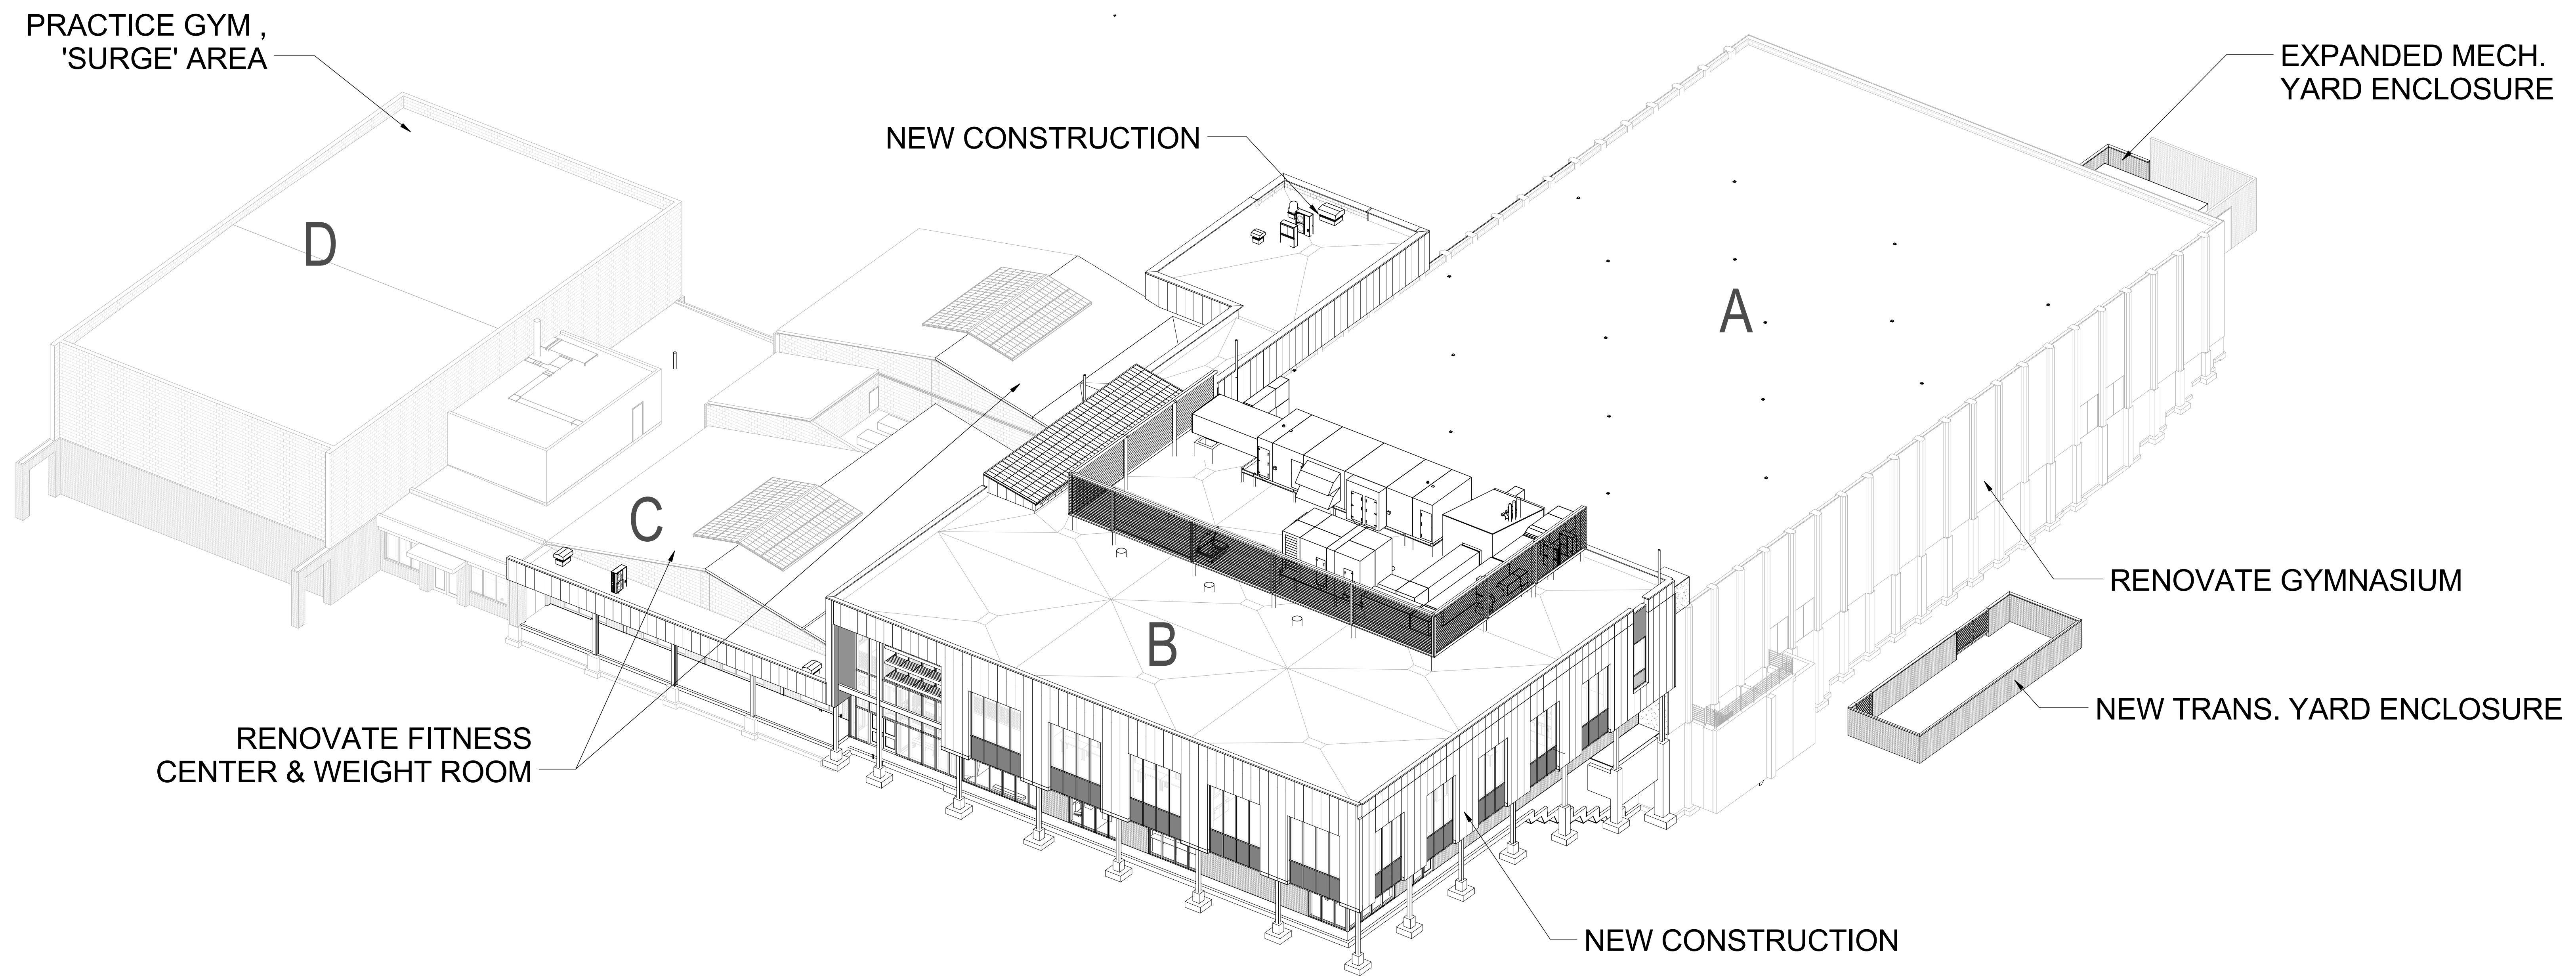 PRACTICE GYM ,
'SURGE' AREA
EXPANDED MECH.
YARD ENCLOSURE
NEW CONSTRUCTION
D
A
C
B
RENOVATE GYMNASIUM
NEW TRANS. YARD ENCLOSURE
RENOVATE FITNESS
CENTER & WEIGHT ROOM
NEW CONSTRUCTION